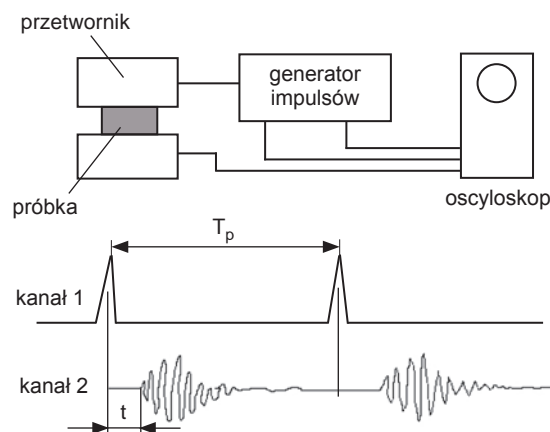 przetwornik
generator
impulsów
próbka
oscyloskop
Tp
kanał 1
kanał 2
t